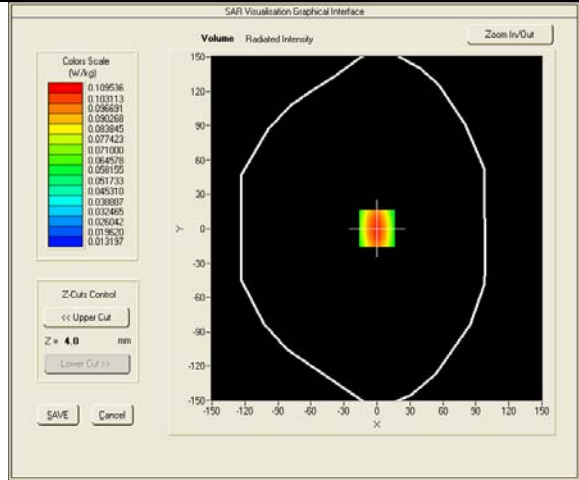 SAR Visualisation Graphical Interface
Volume Radiated Intensity
Zoom In/Out
Colors Scale
(W/kg)
0.109536
0.103113
0.096691
0.090268
0.083845
0.077423
0.071000
0.064578
0.058155
0.051733
0.045310
0.038887
0.032465
0.026042
0.019620
0.013197
Z-Cuts Control
<< Upper Cut
Z = 4.0 mm
Lower Cut >>
SAVE Cancel
150
120
90
60
30
0
-30
-60
-90
-120
-150
Y
-150 -120 -90 -60 -30 0 30 60 90 120 150
X